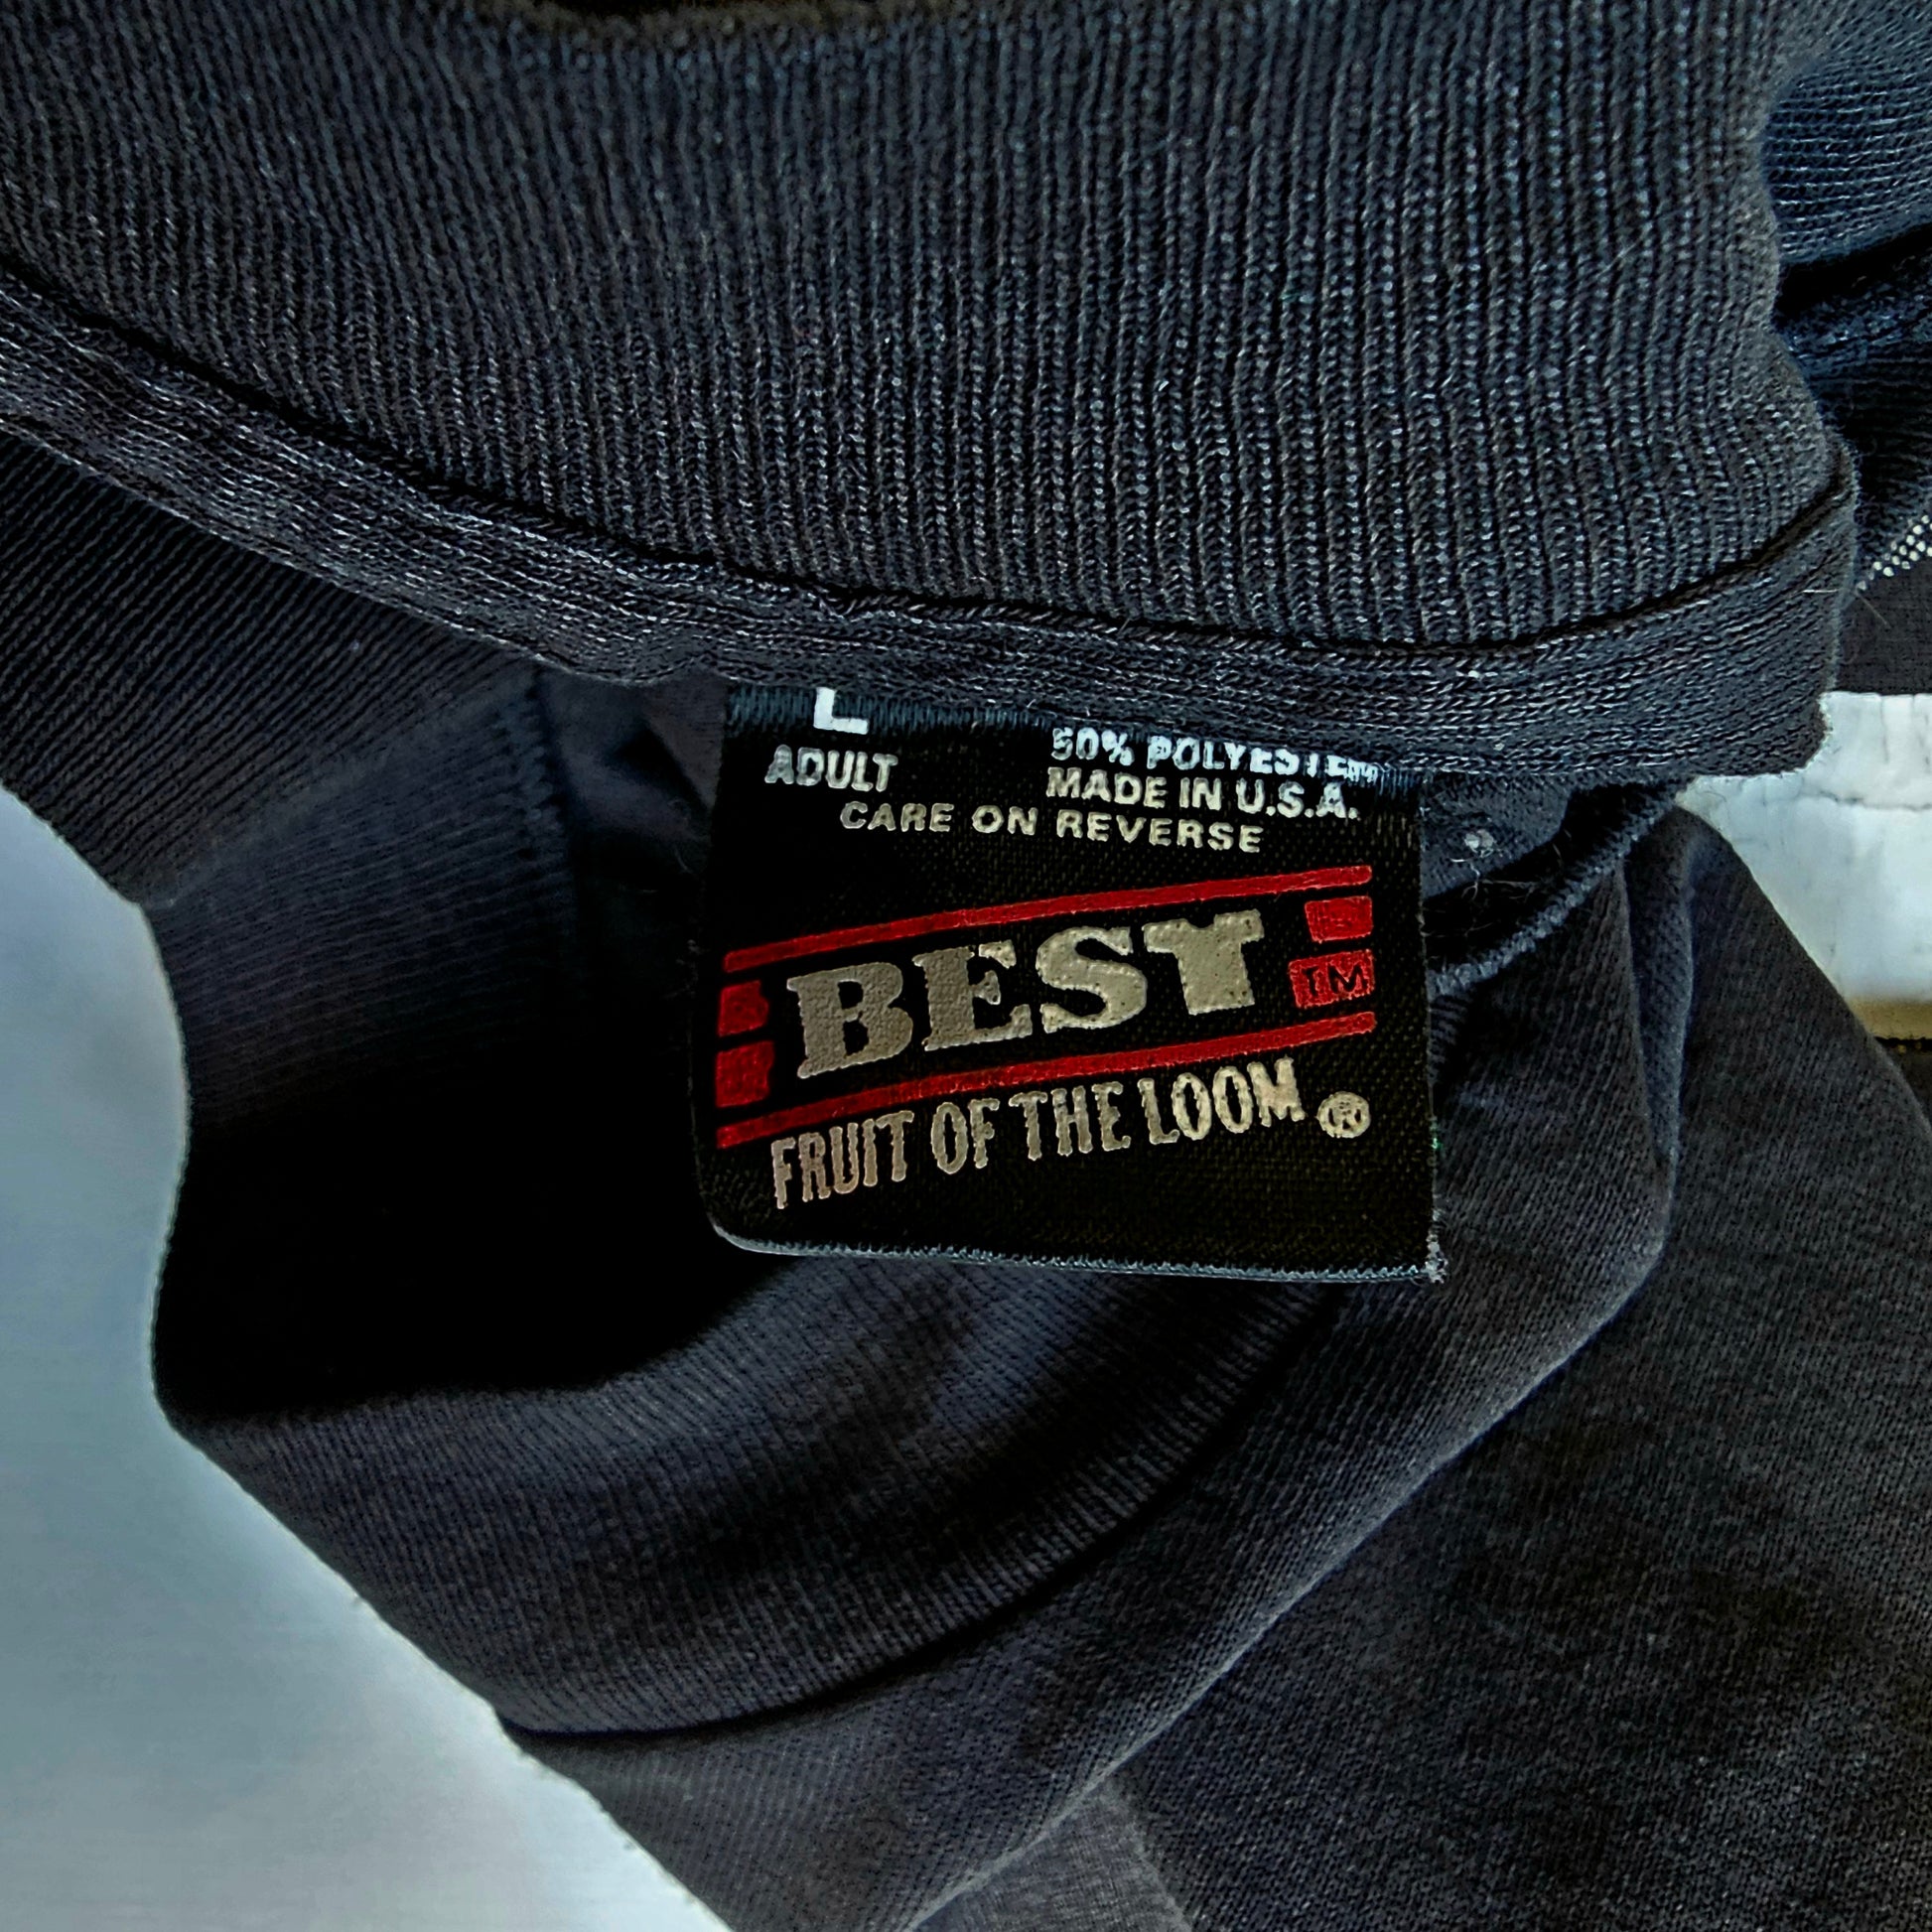 L
ADULT
50% POLYESTER
MADE IN U.S.A.
CARE ON REVERSE
BEST
TM
FRUIT OF THE LOOM ®